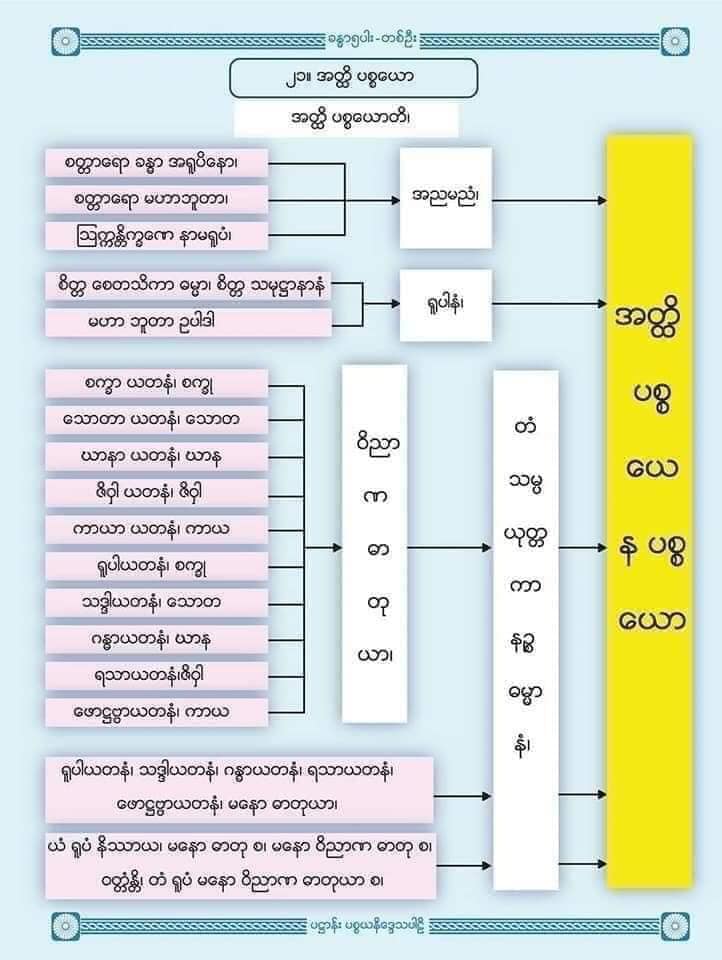 ခန္ဓာ၅ပါး-တစ်ဦး
၂၁။ အတ္ထိ ပစ္စယော
အတ္ထိ ပစ္စယောတိ၊
စတ္တာရော ခန္ဓာ အရူပိနော၊
စတ္တာရော မဟာဘူတာ၊
ဩက္ကန္တိက္ခဏေ နာမရူပံ၊
အညမညံ၊
စိတ္တ စေတသိကာ ဓမ္မာ၊ စိတ္တ သမုဋ္ဌာနာနံ
မဟာ ဘူတာ ဥပါဒါ
ရူပါနံ၊
စက္ခာ ယတနံ၊ စက္ခု
သောတာ ယတနံ၊ သောတ
ဃာနာ ယတနံ၊ ဃာန
ဇိဝှါ ယတနံ၊ ဇိဝှါ
ကာယာ ယတနံ၊ ကာယ
ရူပါယတနံ၊ စက္ခု
သဒ္ဒါယတနံ၊ သောတ
ဂန္ဓာယတနံ၊ ဃာန
ရသာယတနံ၊ဇိဝှါ
ဖောဋ္ဌဗ္ဗာယတနံ၊ ကာယ
ဝိညာ
ဏ
ဓာ
တု
ယာ၊
ရူပါယတနံ၊ သဒ္ဒါယတနံ၊ ဂန္ဓာယတနံ၊ ရသာယတနံ၊
ဖောဋ္ဌဗ္ဗာယတနံ၊ မနော ဓာတုယာ၊
ယံ ရူပံ နိဿာယ၊ မနော ဓာတု စ၊ မနော ဝိညာဏ ဓာတု စ၊
ဝတ္တံန္တိ၊ တံ ရူပံ မနော ဝိညာဏ ဓာတုယာ စ၊
တံ
သမ္ပ
ယုတ္တ
ကာ
နဉ္စ
ဓမ္မာ
နံ၊
အတ္ထိ
ပစ္စ
ယေ
န ပစ္စ
ယော
ပဋ္ဌာန်း ပစ္စယနိဒ္ဒေသပါဠိ